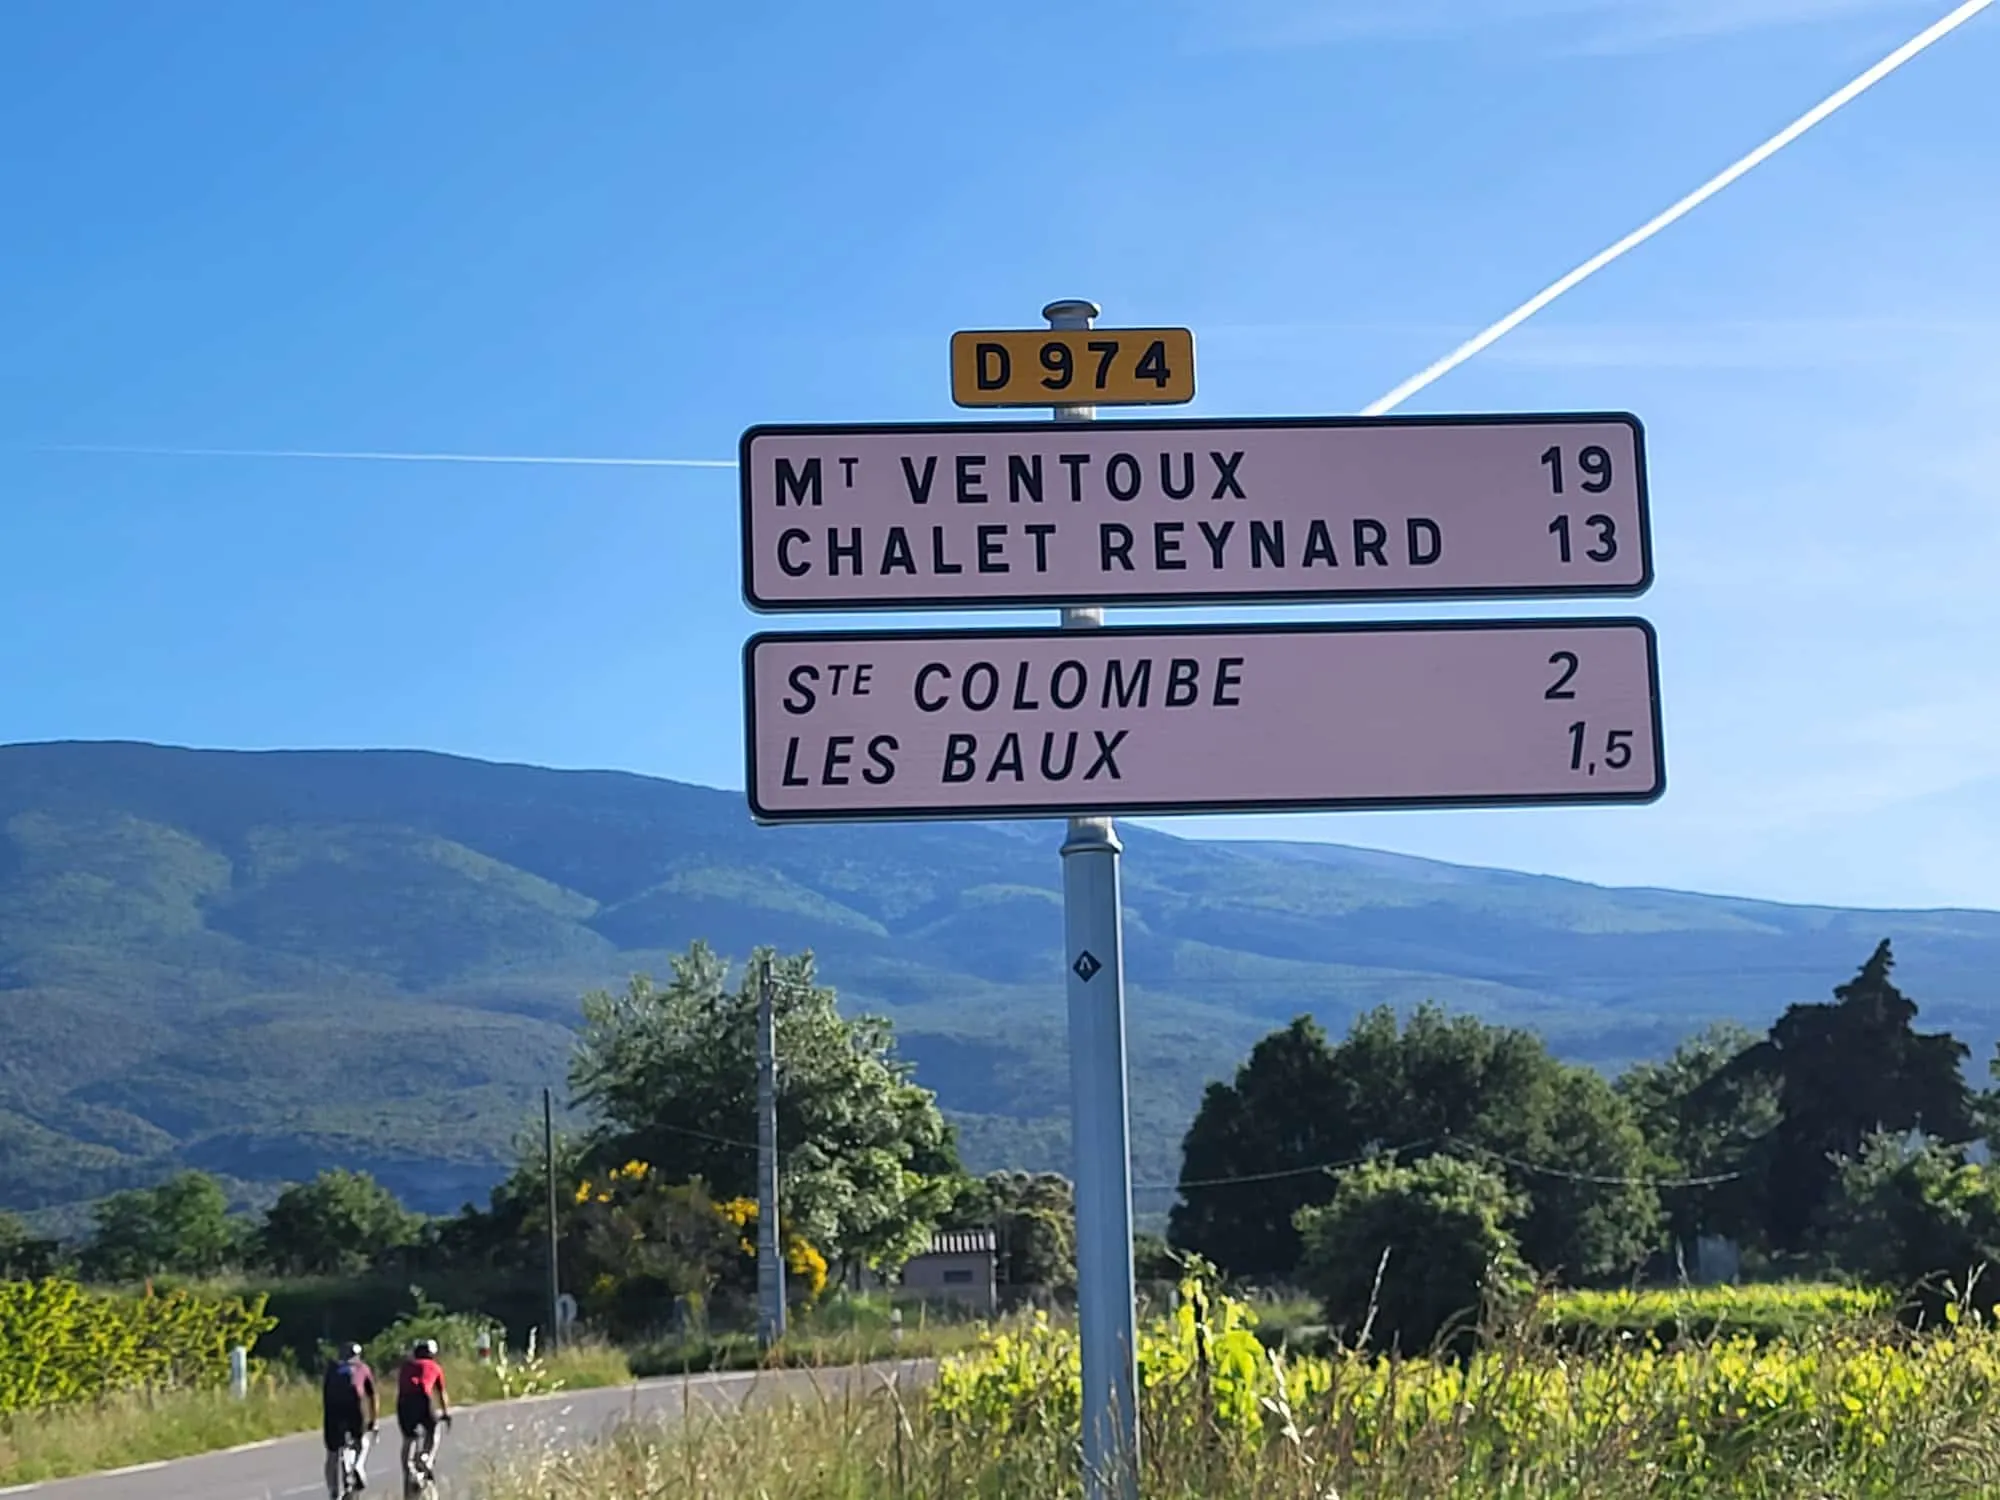 D 974
MT VENTOUX 19
CHALET REYNARD 13
STE COLOMBE 2
LES BAUX 1,5